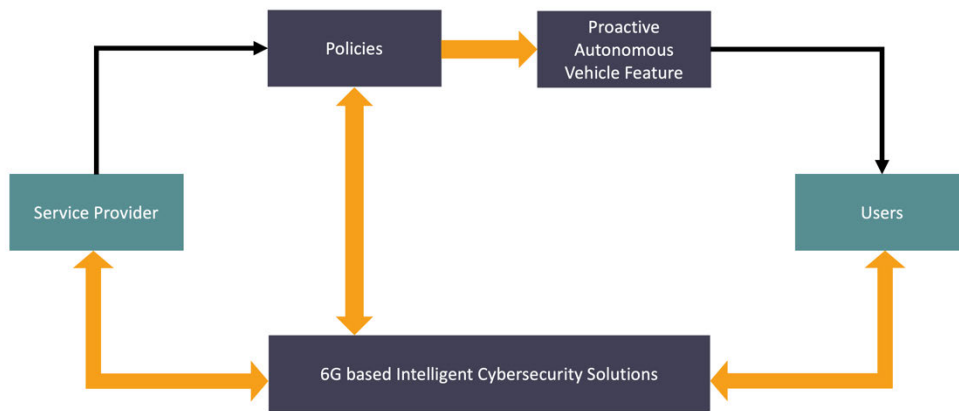 Policies
Proactive
Autonomous
Vehicle Feature
Service Provider
Users
6G based Intelligent Cybersecurity Solutions